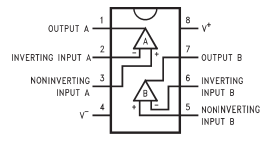 OUTPUT A
1
INVERTING INPUT A
2
NONINVERTING
INPUT A
3
V-
4
A
B
- +
+ -
8
V+
7
OUTPUT B
6
INVERTING
INPUT B
5
NONINVERTING
INPUT B